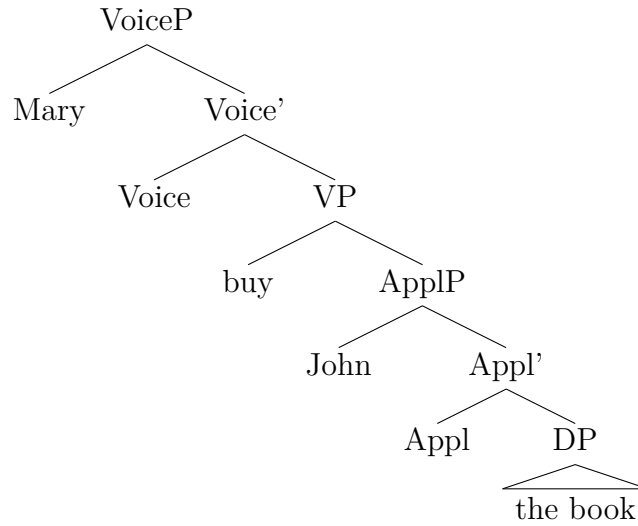 VoiceP
Mary Voice'
Voice VP
buy ApplP
John Appl'
Appl DP
the book